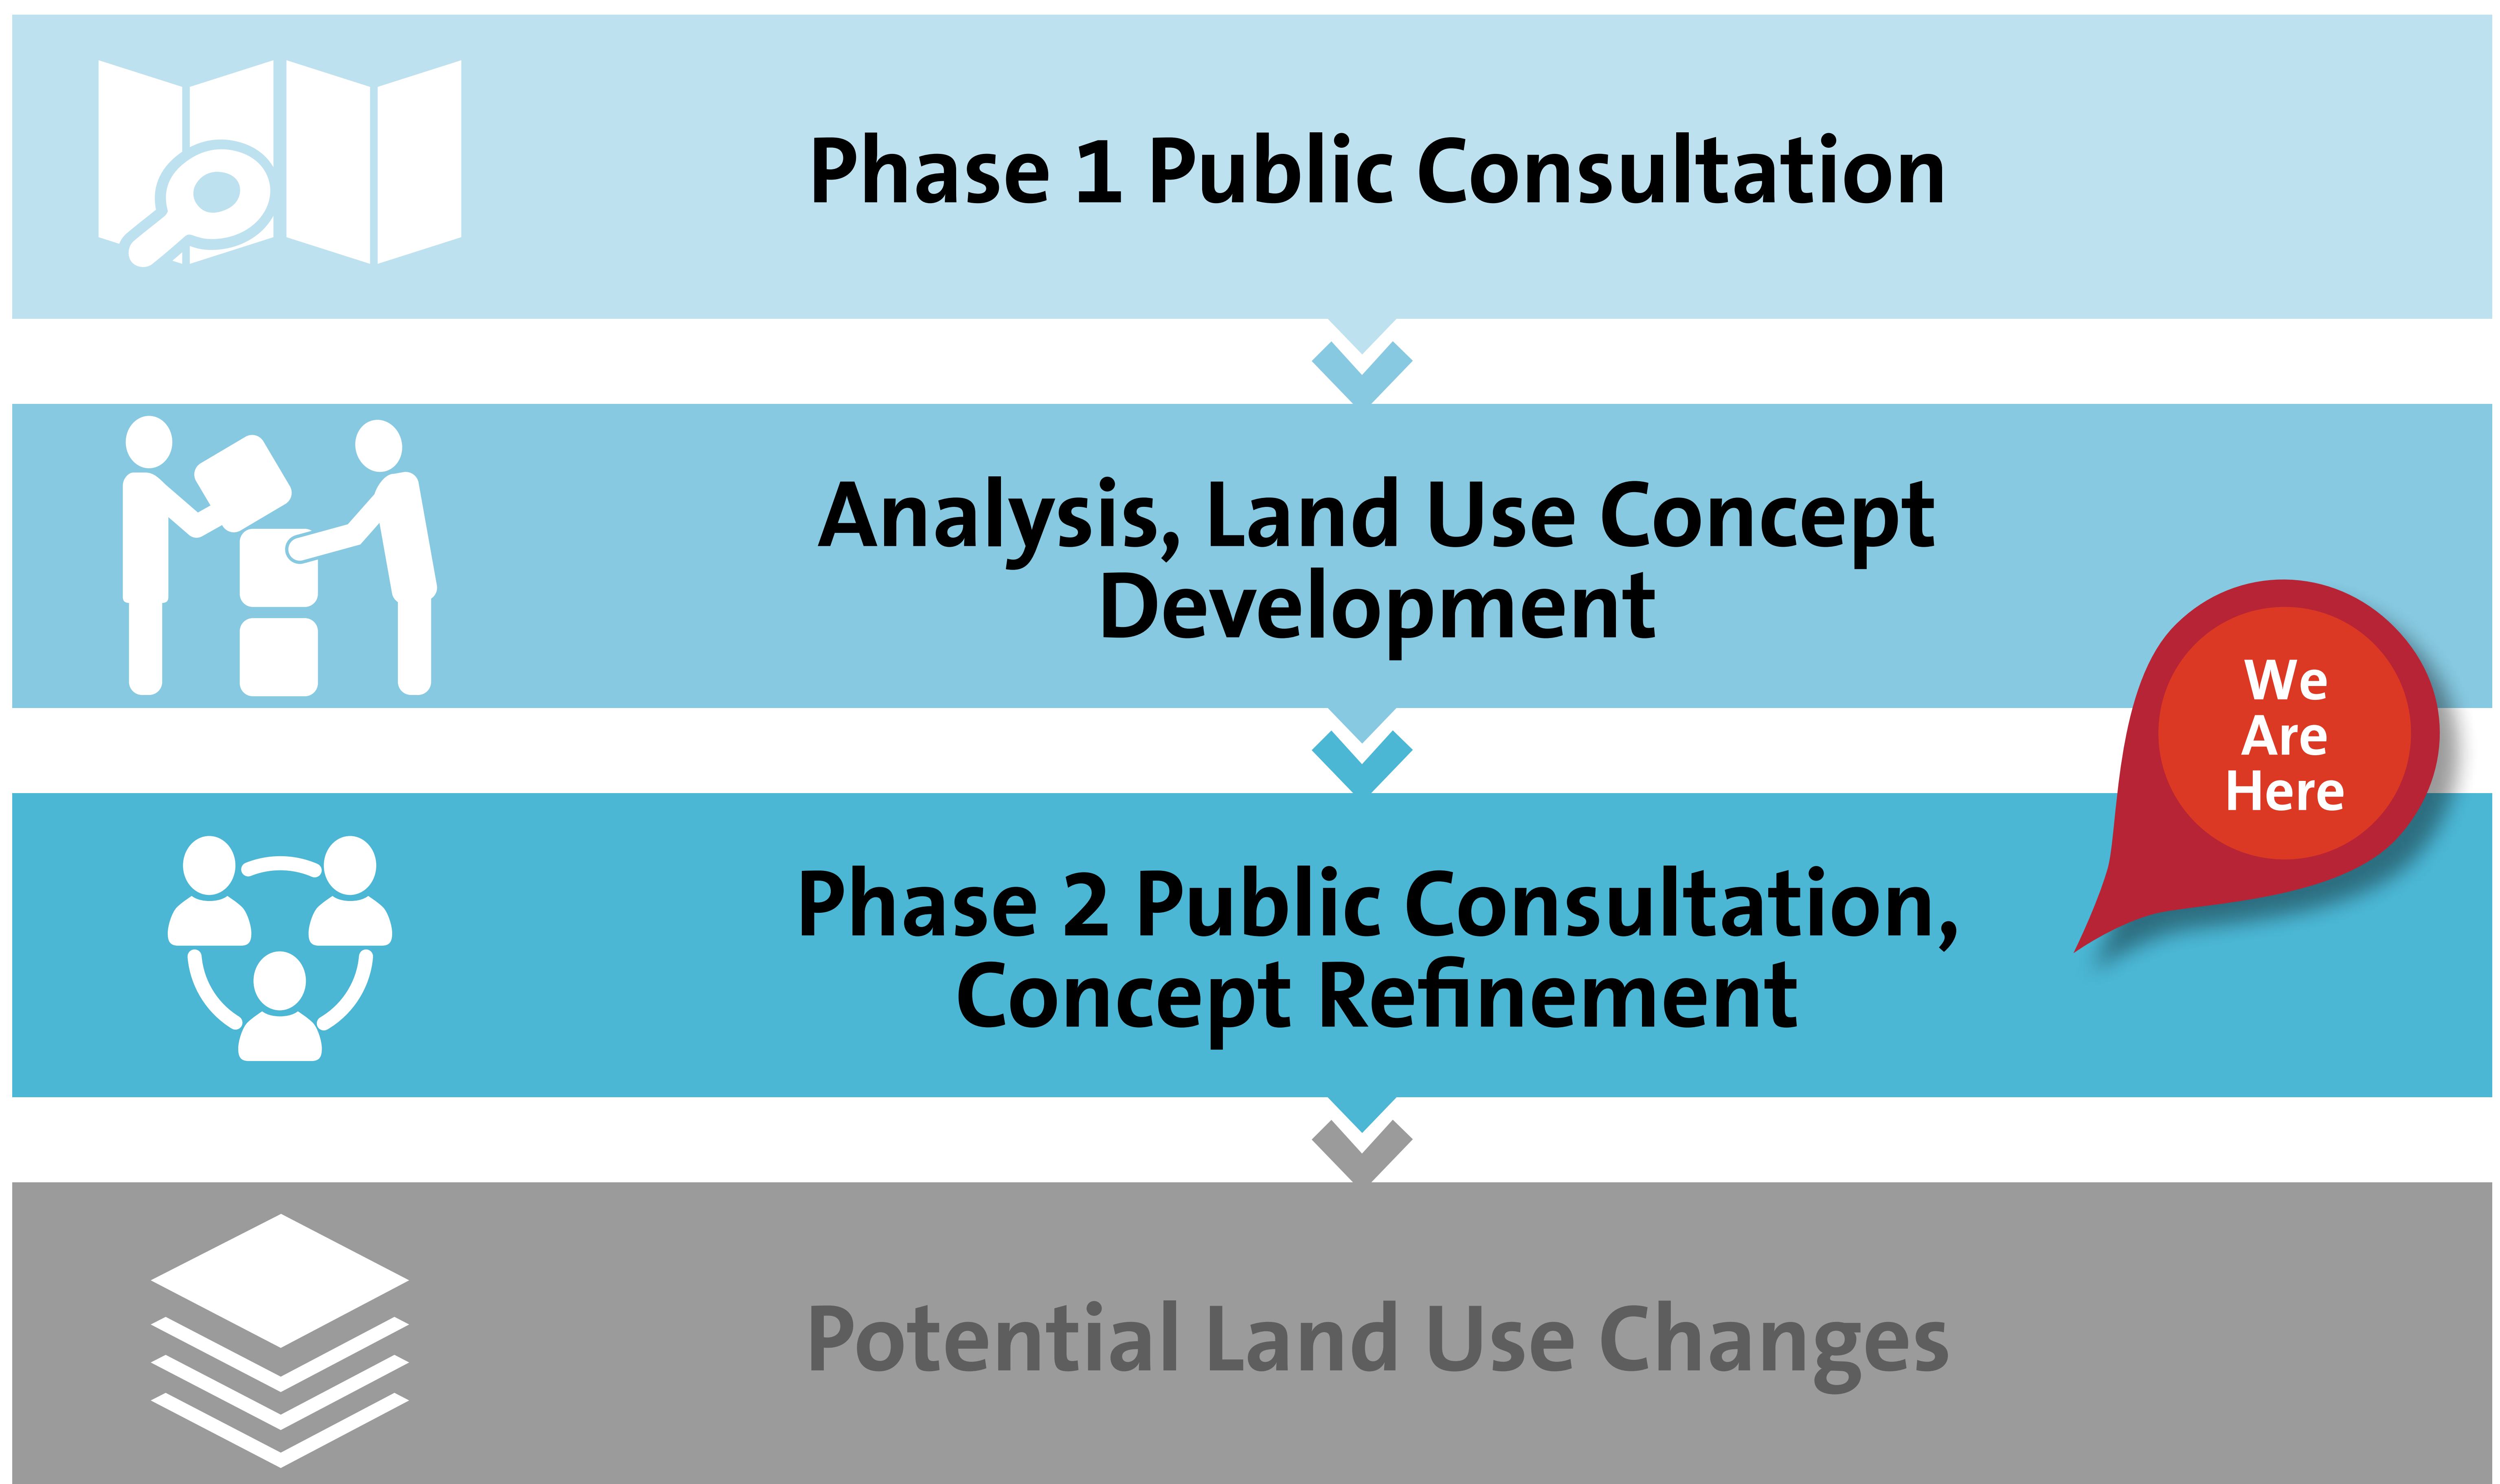 Phase 1 Public Consultation
Analysis, Land Use Concept
Development
We
Are
Here
Phase 2 Public Consultation,
Concept Refinement
Potential Land Use Changes